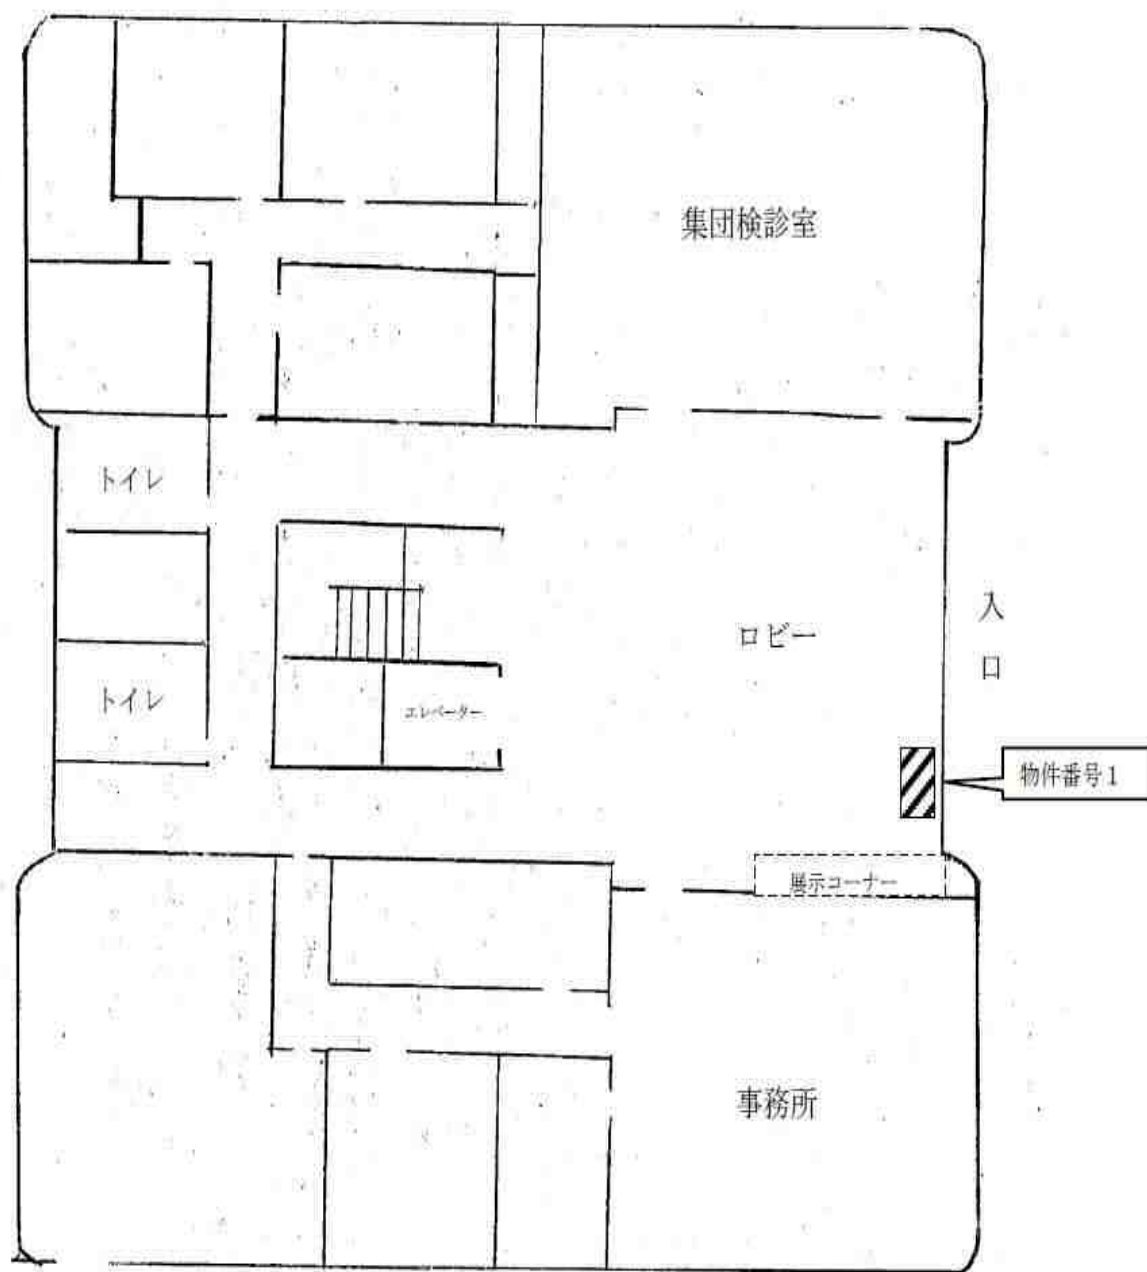 集団検診室
トイレ
入口
ロビー
トイレ
エレベーター
物件番号1
展示コーナー
事務所